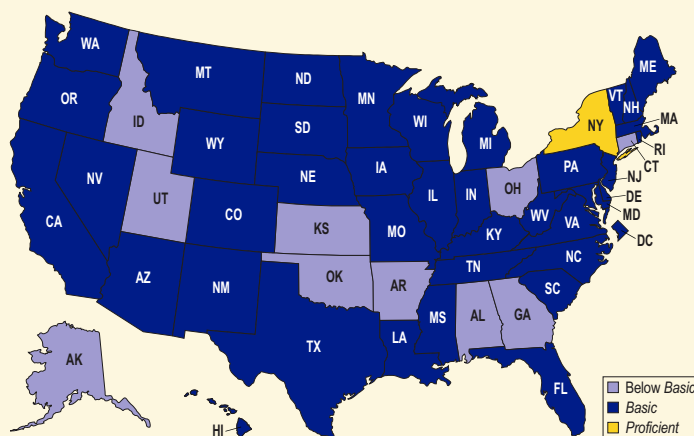 WA
MT
ND
MN
ME
VT
NH
OR
ID
WY
SD
WI
MI
NY
MA
RI
CT
NV
UT
CO
NE
IA
IL
IN
OH
PA
NJ
DE
MD
DC
CA
KS
MO
KY
WV
VA
AZ
NM
OK
AR
TN
NC
SC
TX
LA
MS
AL
GA
FL
AK
HI
Below Basic
Basic
Proficient